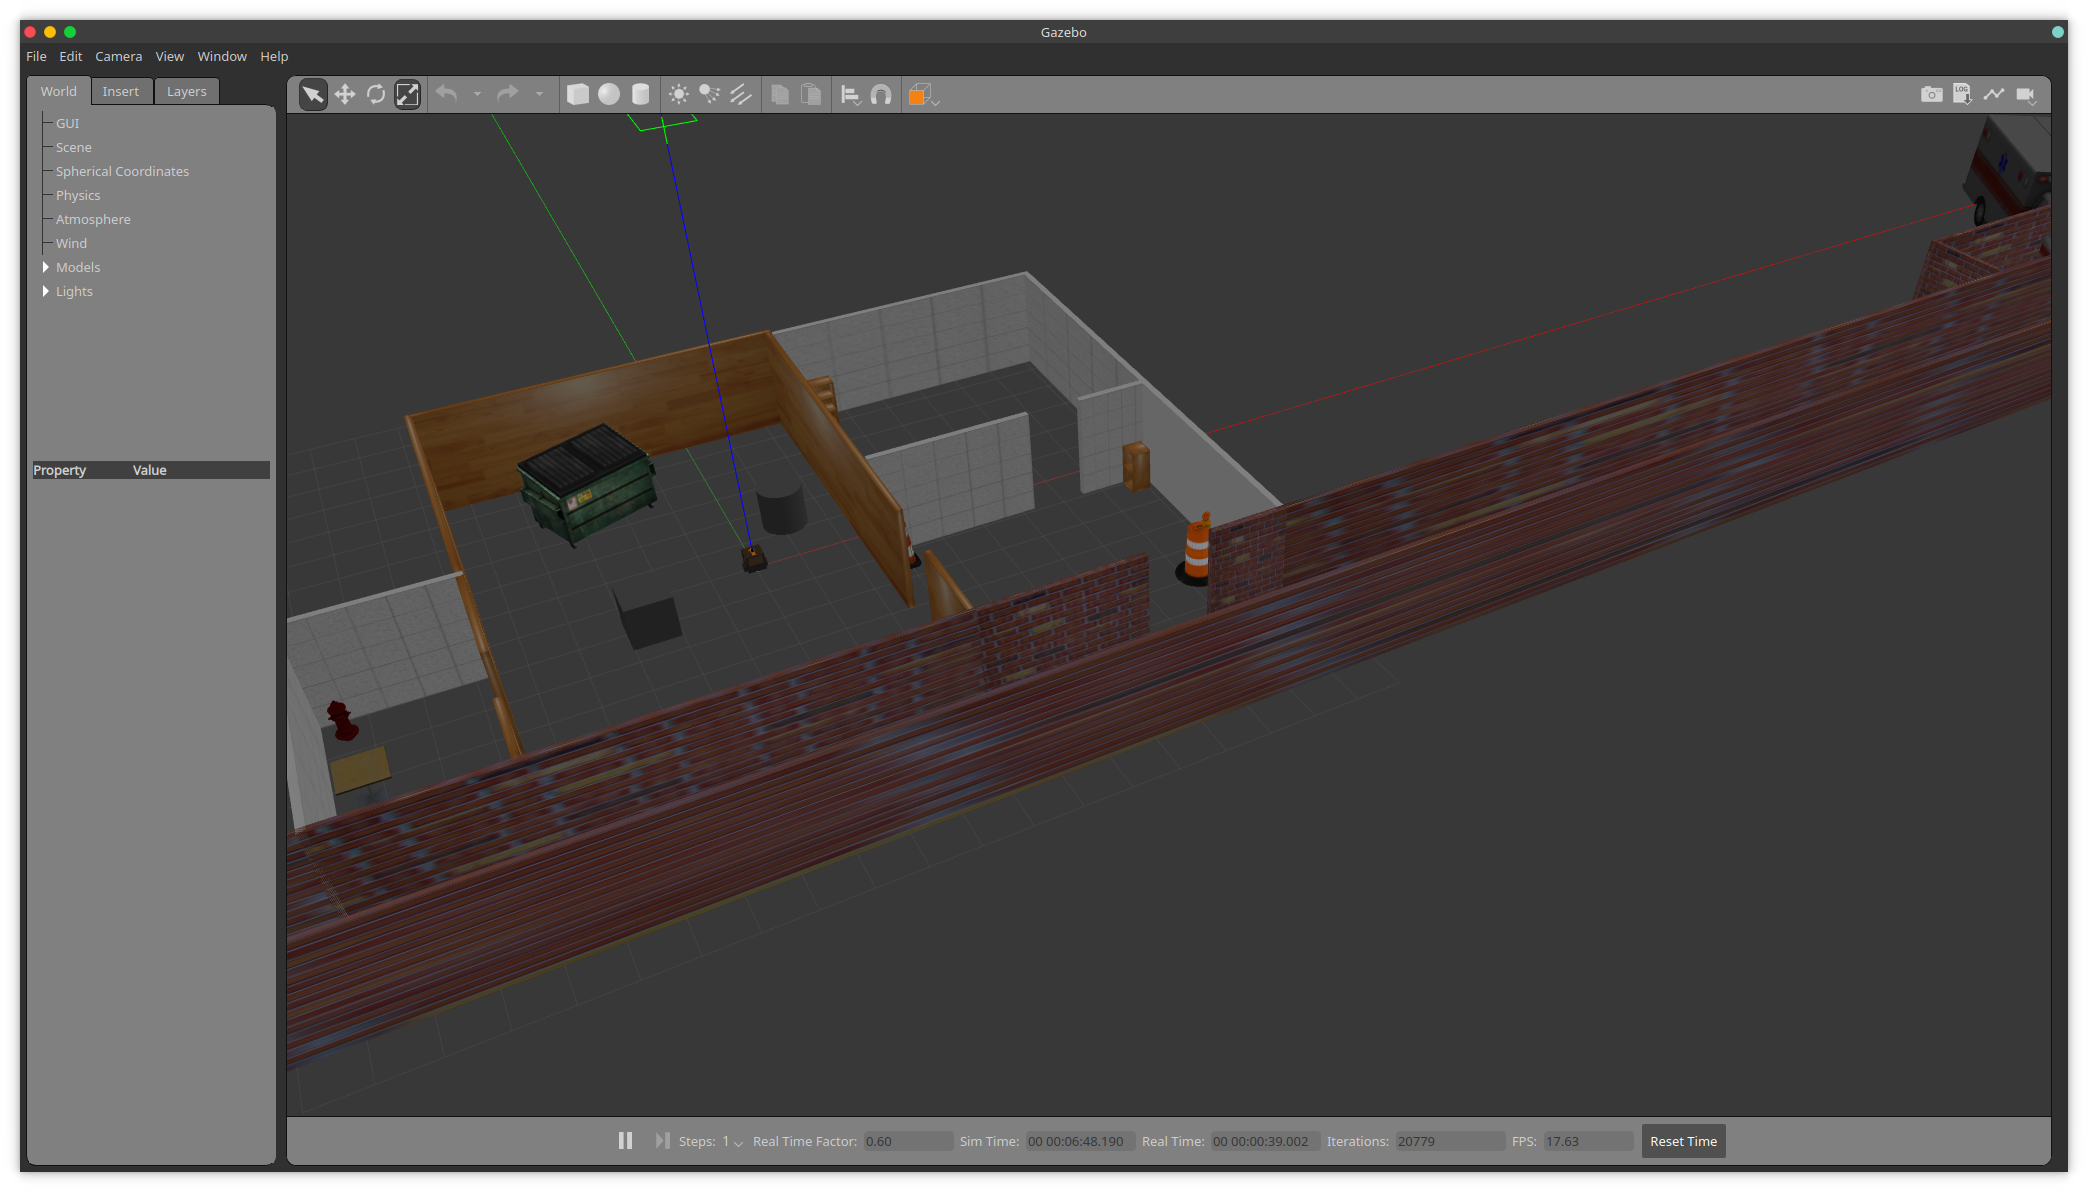 Gazebo
File Edit Camera View Window Help
World Insert Layers
GUI
Scene
Spherical Coordinates
Physics
Atmosphere
Wind
Models
Lights
Property Value
LOG
Steps: 1 Real Time Factor: 0.60 Sim Time: 00 00:06:48.190 Real Time: 00 00:00:39.002 Iterations: 20779 FPS: 17.63 Reset Time